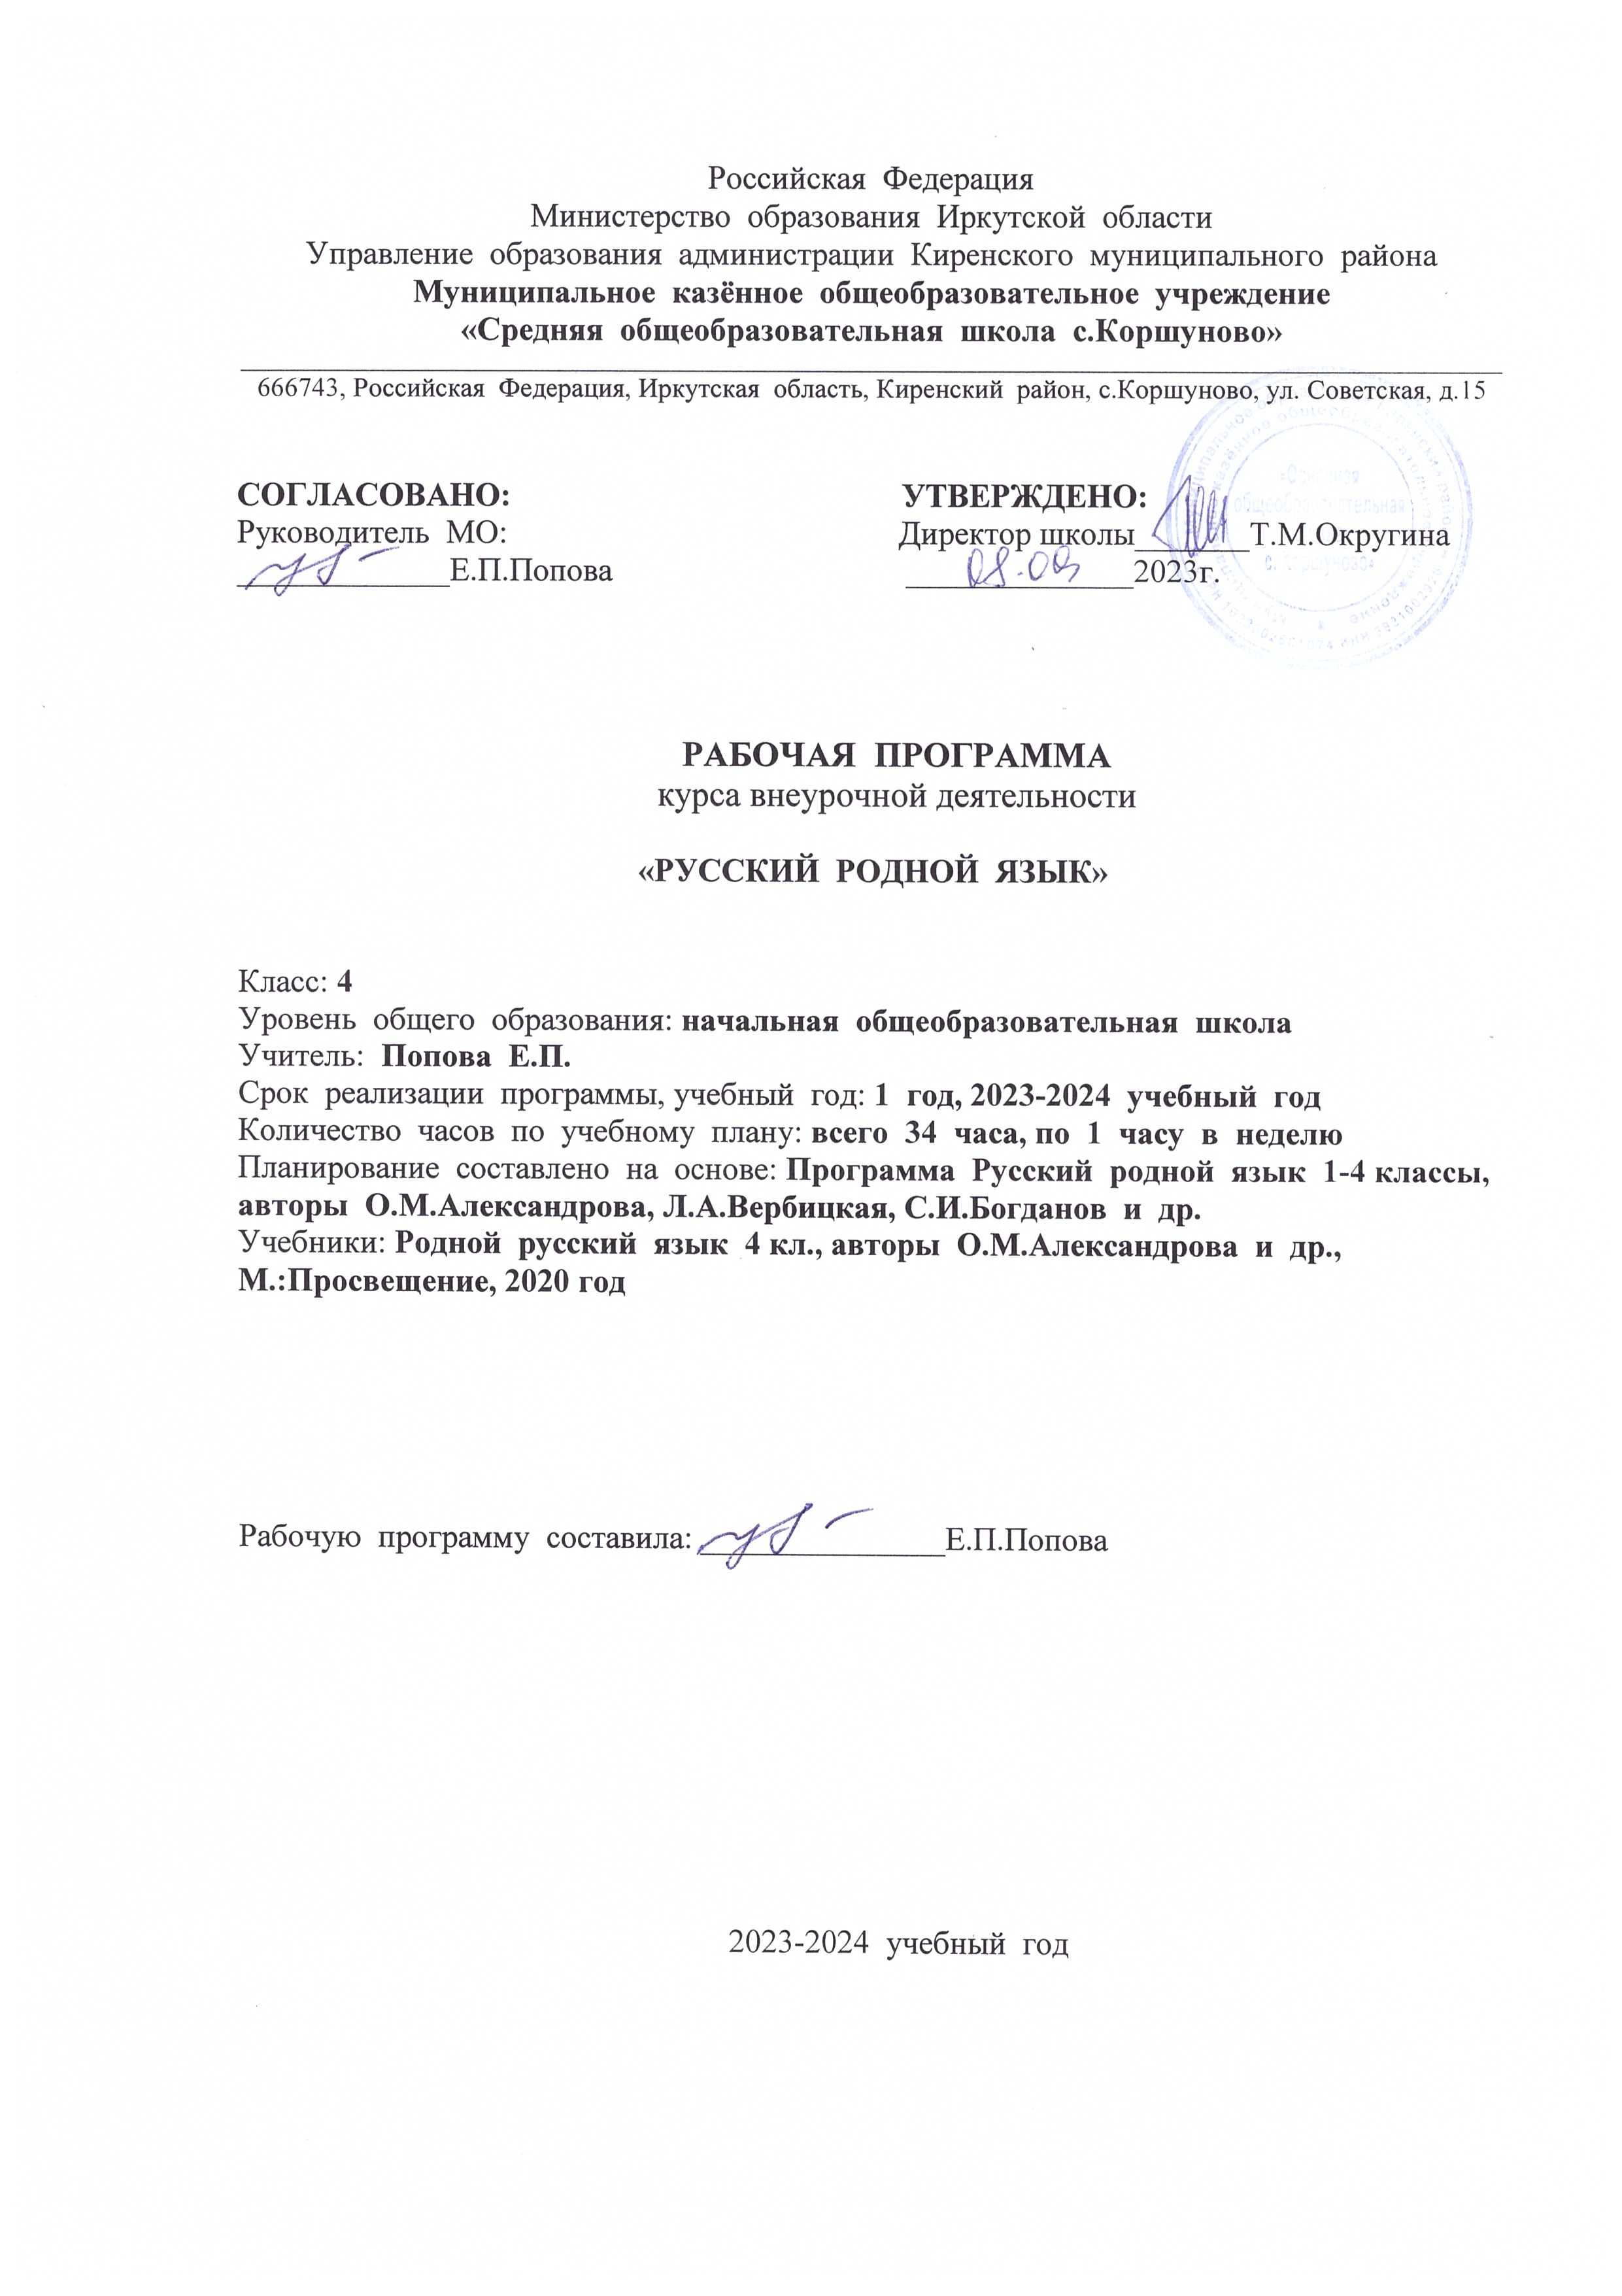 Российская Федерация
Министерство образования Иркутской области
Управление образования администрации Киренского муниципального района
Муниципальное казённое общеобразовательное учреждение
«Средняя общеобразовательная школа с.Коршуново»
666743, Российская Федерация, Иркутская область, Киренский район, с.Коршуново, ул. Советская, д.15
СОГЛАСОВАНО: УТВЕРЖДЕНО:
Руководитель МО: Директор школы_______Т.М.Округина
_____________Е.П.Попова 08.09 2023г.
РАБОЧАЯ ПРОГРАММА
курса внеурочной деятельности
«РУССКИЙ РОДНОЙ ЯЗЫК»
Класс: 4
Уровень общего образования: начальная общеобразовательная школа
Учитель: Попова Е.П.
Срок реализации программы, учебный год: 1 год, 2023-2024 учебный год
Количество часов по учебному плану: всего 34 часа, по 1 часу в неделю
Планирование составлено на основе: Программа Русский родной язык 1-4 классы,
авторы О.М.Александрова, Л.А.Вербицкая, С.И.Богданов и др.
Учебники: Родной русский язык 4 кл., авторы О.М.Александрова и др.,
М.:Просвещение, 2020 год
Рабочую программу составила:_______________Е.П.Попова
2023-2024 учебный год